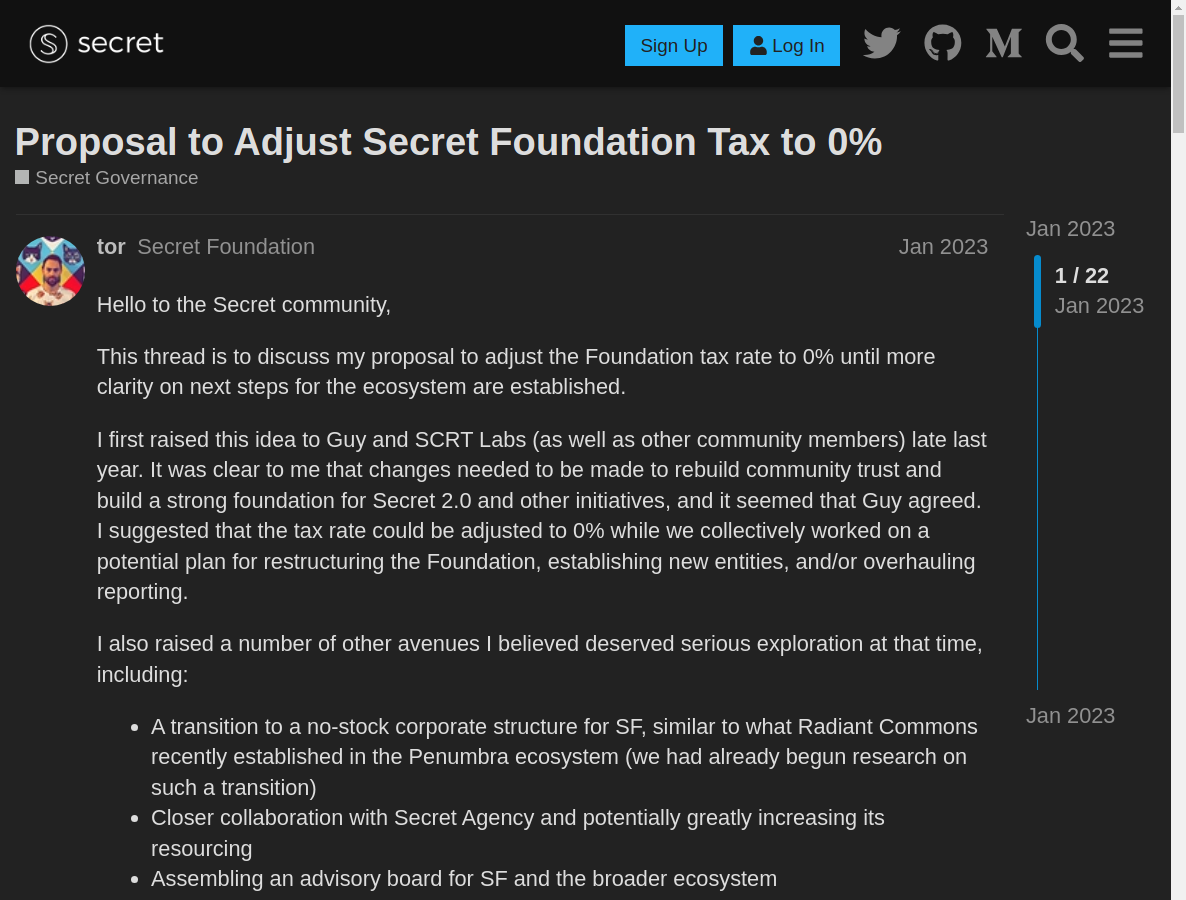 secret
Sign Up
Log In
Proposal to Adjust Secret Foundation Tax to 0%
Secret Governance
tor Secret Foundation
Jan 2023
Hello to the Secret community,
This thread is to discuss my proposal to adjust the Foundation tax rate to 0% until more
clarity on next steps for the ecosystem are established.
I first raised this idea to Guy and SCRT Labs (as well as other community members) late last
year. It was clear to me that changes needed to be made to rebuild community trust and
build a strong foundation for Secret 2.0 and other initiatives, and it seemed that Guy agreed.
I suggested that the tax rate could be adjusted to 0% while we collectively worked on a
potential plan for restructuring the Foundation, establishing new entities, and/or overhauling
reporting.
I also raised a number of other avenues I believed deserved serious exploration at that time,
including:
• A transition to a no-stock corporate structure for SF, similar to what Radiant Commons
recently established in the Penumbra ecosystem (we had already begun research on
such a transition)
• Closer collaboration with Secret Agency and potentially greatly increasing its
resourcing
• Assembling an advisory board for SF and the broader ecosystem
Jan 2023
1 / 22
Jan 2023
Jan 2023